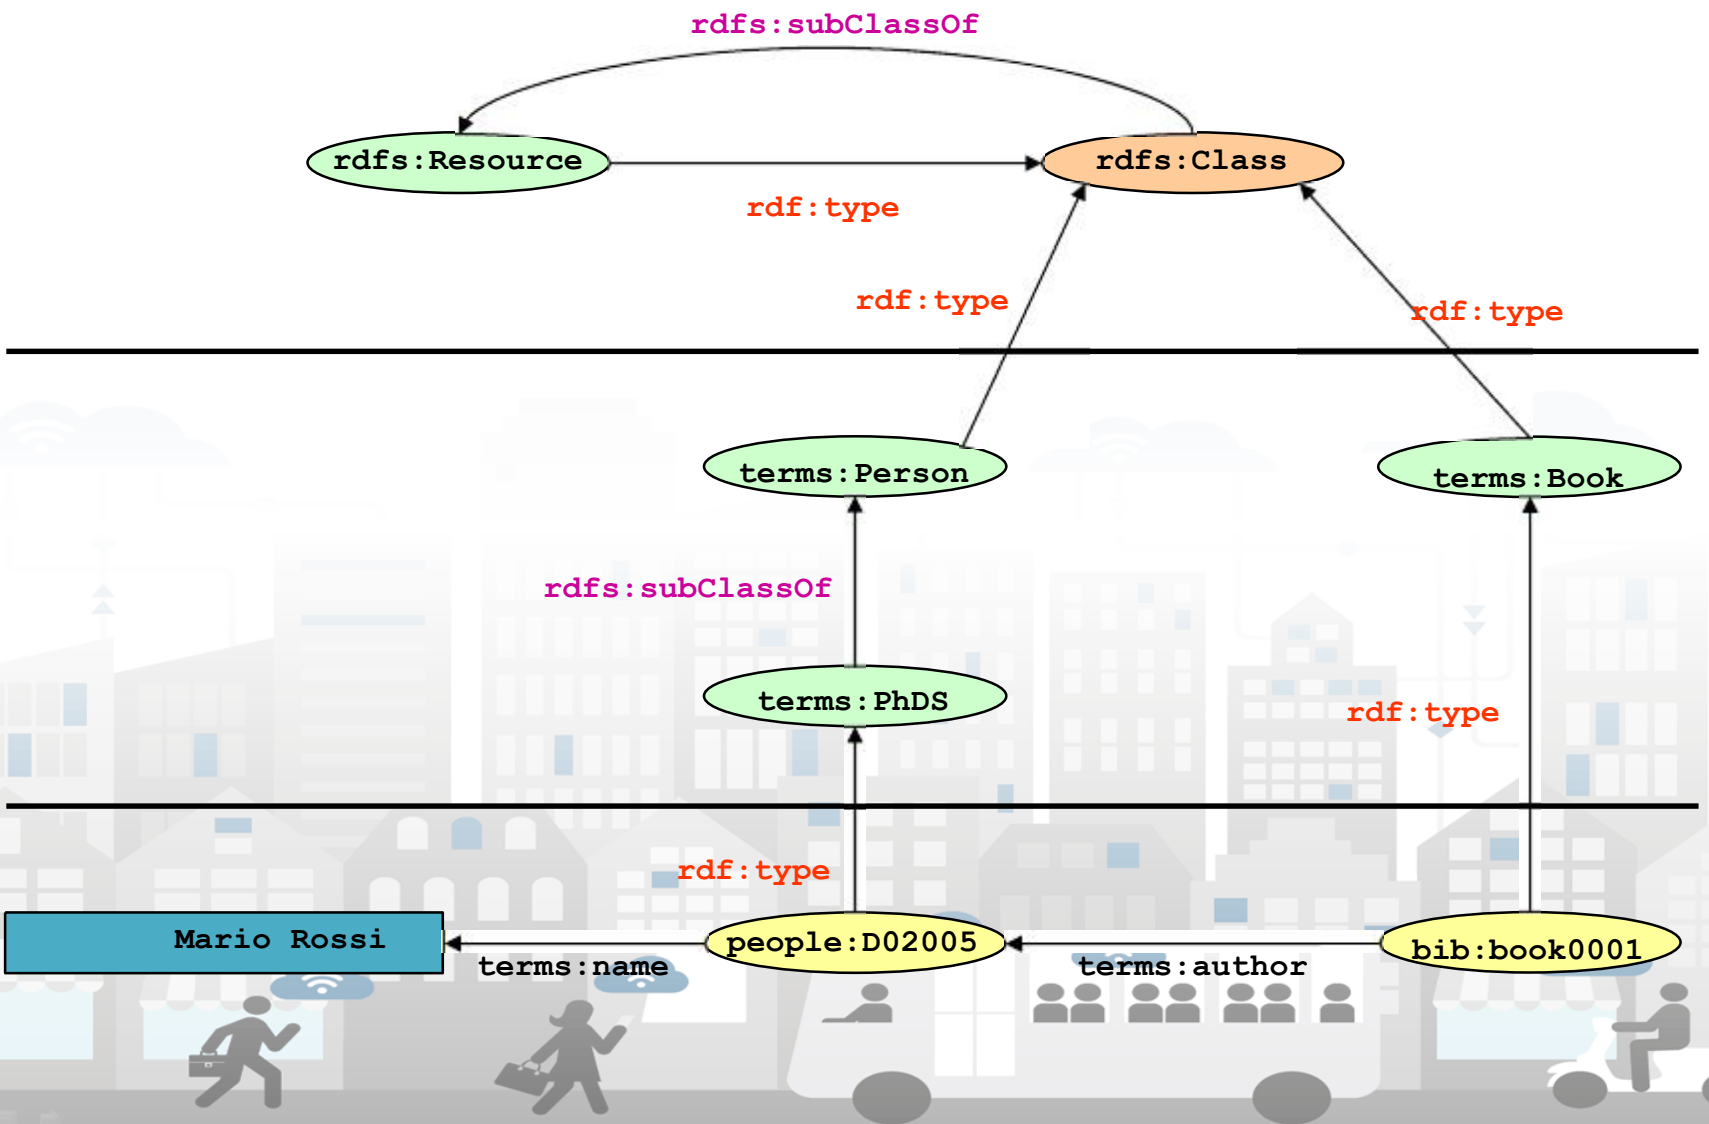 rdfs:subClassOf
rdfs:Resource
rdfs:Class
rdf:type
rdf:type
rdf:type
terms:Person
terms:Book
rdfs:subClassOf
terms:PhDS
rdf:type
rdf:type
Mario Rossi
people:D02005
bib:book0001
terms:name
terms:author